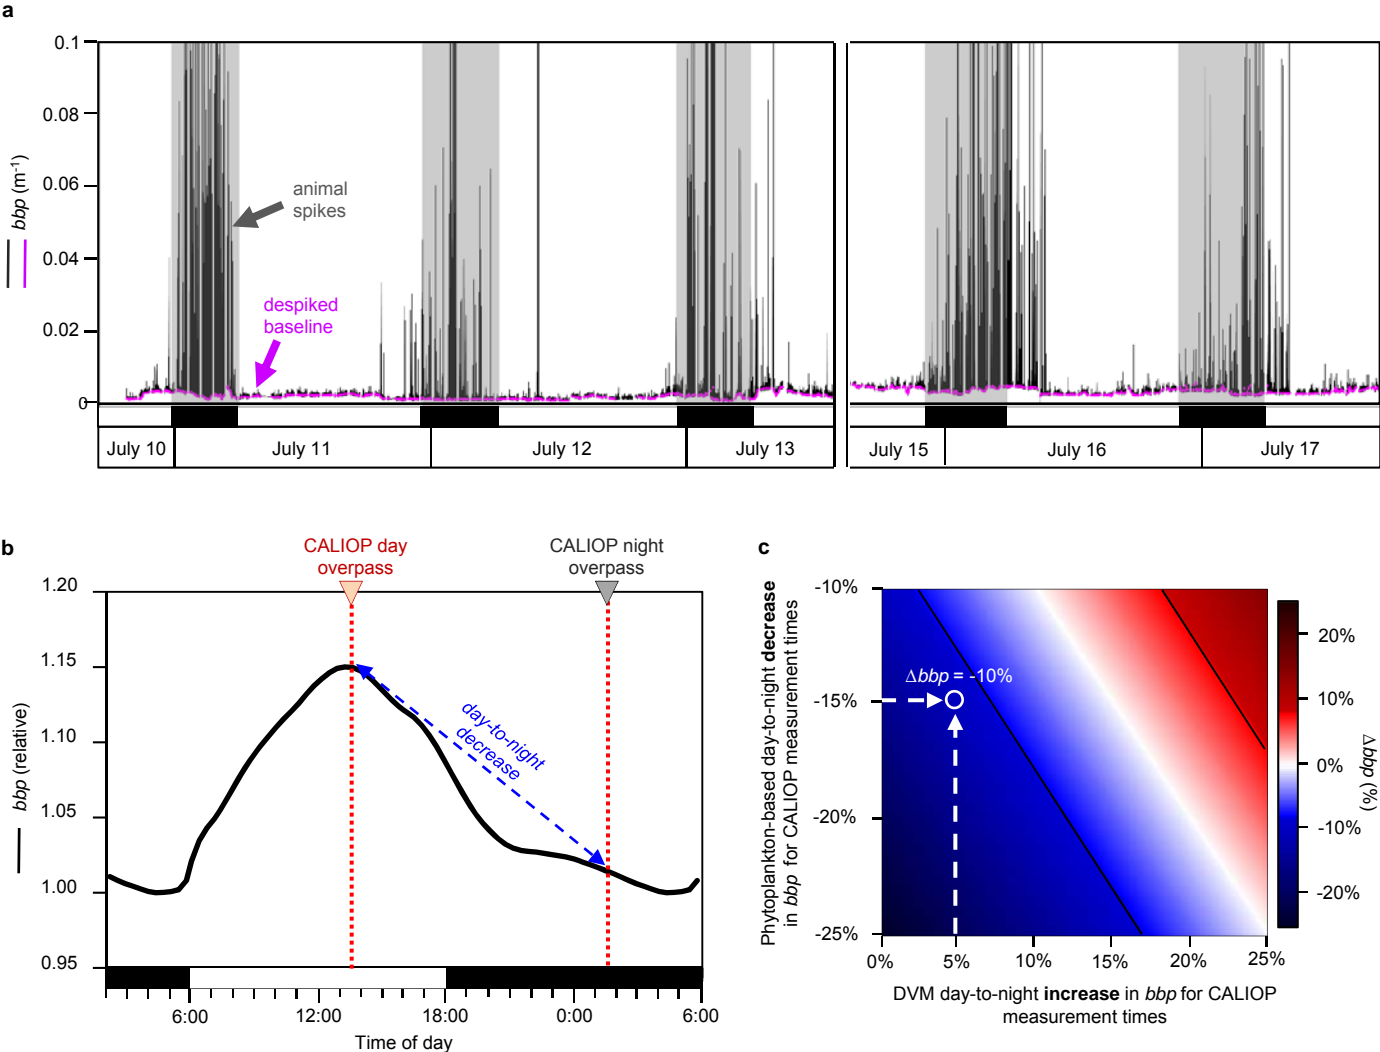 a
0.1
0.08
0.06
0.04
0.02
0
bbp (m-1)
animal
spikes
despiked
baseline
July 10
July 11
July 12
July 13
July 15
July 16
July 17
b
CALIOP day
overpass
CALIOP night
overpass
1.20
1.15
1.10
1.05
1.00
0.95
bbp (relative)
day-to-night
decrease
6:00
12:00
18:00
0:00
6:00
Time of day
c
Phytoplankton-based day-to-night decrease
in bbp for CALIOP measurement times
-10%
-15%
-20%
-25%
Δbbp = -10%
0%
5%
10%
15%
20%
25%
DVM day-to-night increase in bbp for CALIOP
measurement times
20%
10%
0%
-10%
-20%
Δbbp (%)